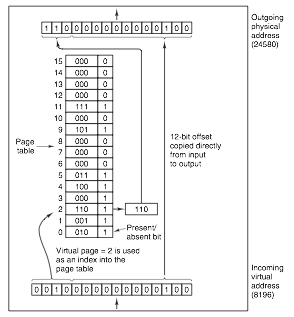 Outgoing
physical
address
(24580)
1 1 0 0 0 0 0 0 0 0 0 0 1 0 0
15 000 0
14 000 0
13 000 0
12 000 0
11 111 1
10 000 0
9 101 1
8 000 0
7 000 0
6 000 0
5 011 1
4 100 1
3 000 1
2 110 1 110
1 001 1
0 010 1
Page
table
12-bit offset
copied directly
from input
to output
Present/
absent bit
Virtual page = 2 is used
as an index into the
page table
Incoming
virtual
address
(8196)
0 0 1 0 0 0 0 0 0 0 0 0 0 1 0 0